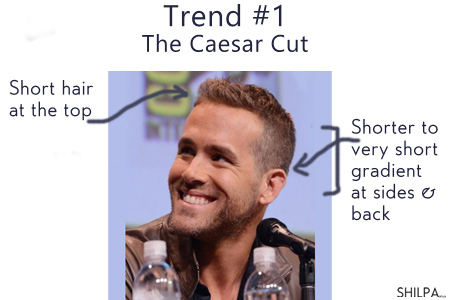 Trend #1
The Caesar Cut
Short hair
at the top
Shorter to
very short
gradient
at sides &
back
SHILPA